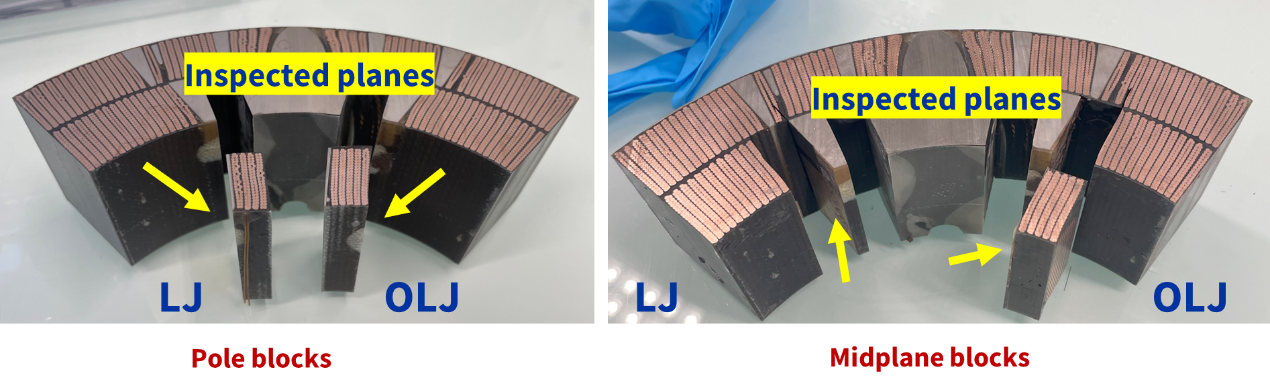 Inspected planes
LJ
OLJ
Pole blocks
Inspected planes
LJ
OLJ
Midplane blocks